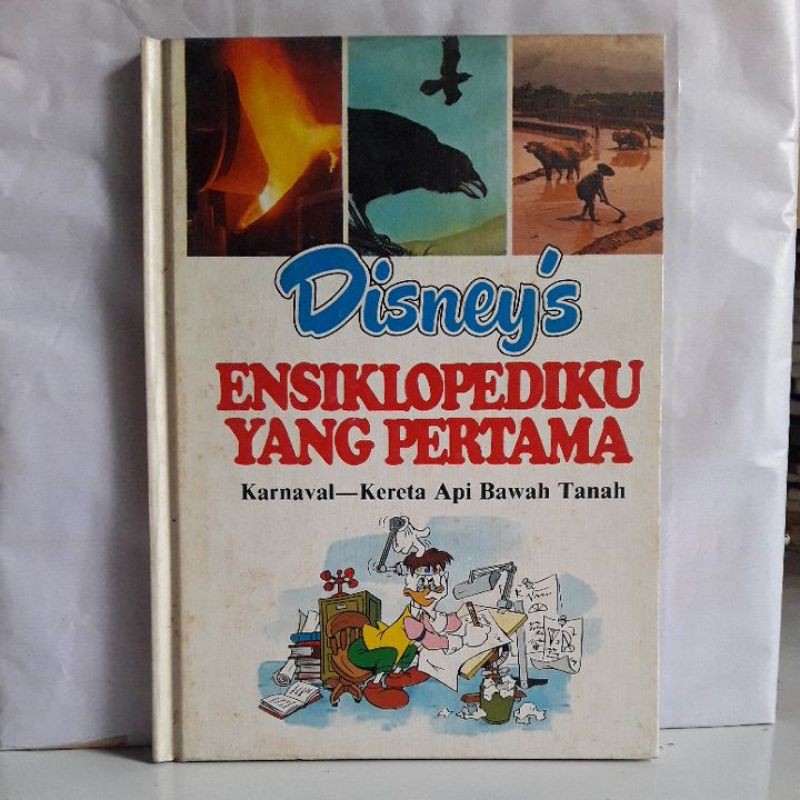 Disney's
ENSIKLOPEDIKU
YANG PERTAMA
Karnaval—Kereta Api Bawah Tanah